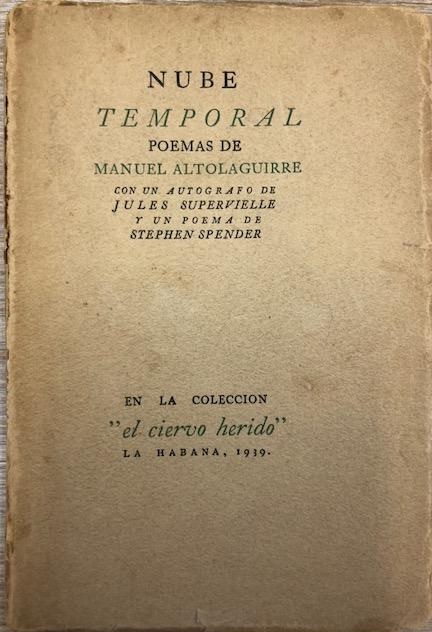 NUBE
TEMPORAL
POEMAS DE
MANUEL ALTOLAGUIRRE
CON UN AUTOGRAFO DE
JULES SUPERVIELLE
Y UN POEMA DE
STEPHEN SPENDER
EN LA COLECCION
"el ciervo herido"
LA HABANA, 1939.